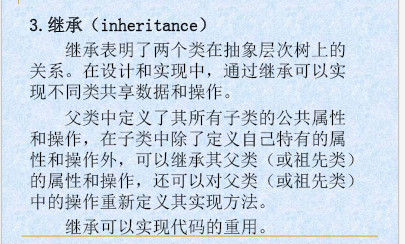 3.继承（inheritance）
继承表明了两个类在抽象层次树上的
关系。在设计和实现中，通过继承可以实
现不同类共享数据和操作。
父类中定义了其所有子类的公共属性
和操作，在子类中除了定义自己特有的属
性和操作外，可以继承其父类（或祖先类）
的属性和操作，还可以对父类（或祖先类）
中的操作重新定义其实现方法。
继承可以实现代码的重用。